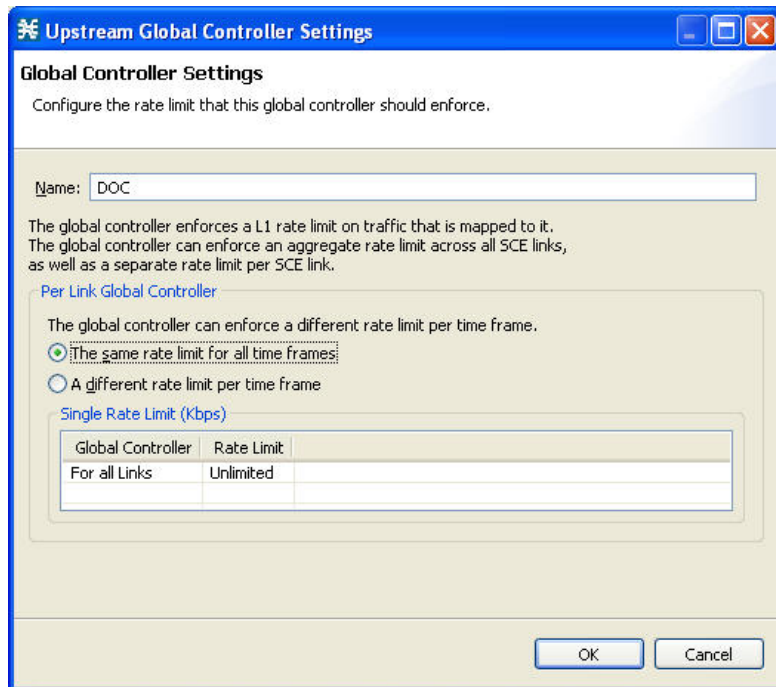 Upstream Global Controller Settings
Global Controller Settings
Configure the rate limit that this global controller should enforce.
Name: DOC
The global controller enforces a L1 rate limit on traffic that is mapped to it.
The global controller can enforce an aggregate rate limit across all SCE links,
as well as a separate rate limit per SCE link.
Per Link Global Controller
The global controller can enforce a different rate limit per time frame.
The same rate limit for all time frames
A different rate limit per time frame
Single Rate Limit (Kbps)
Global Controller Rate Limit
For all Links Unlimited
OK Cancel